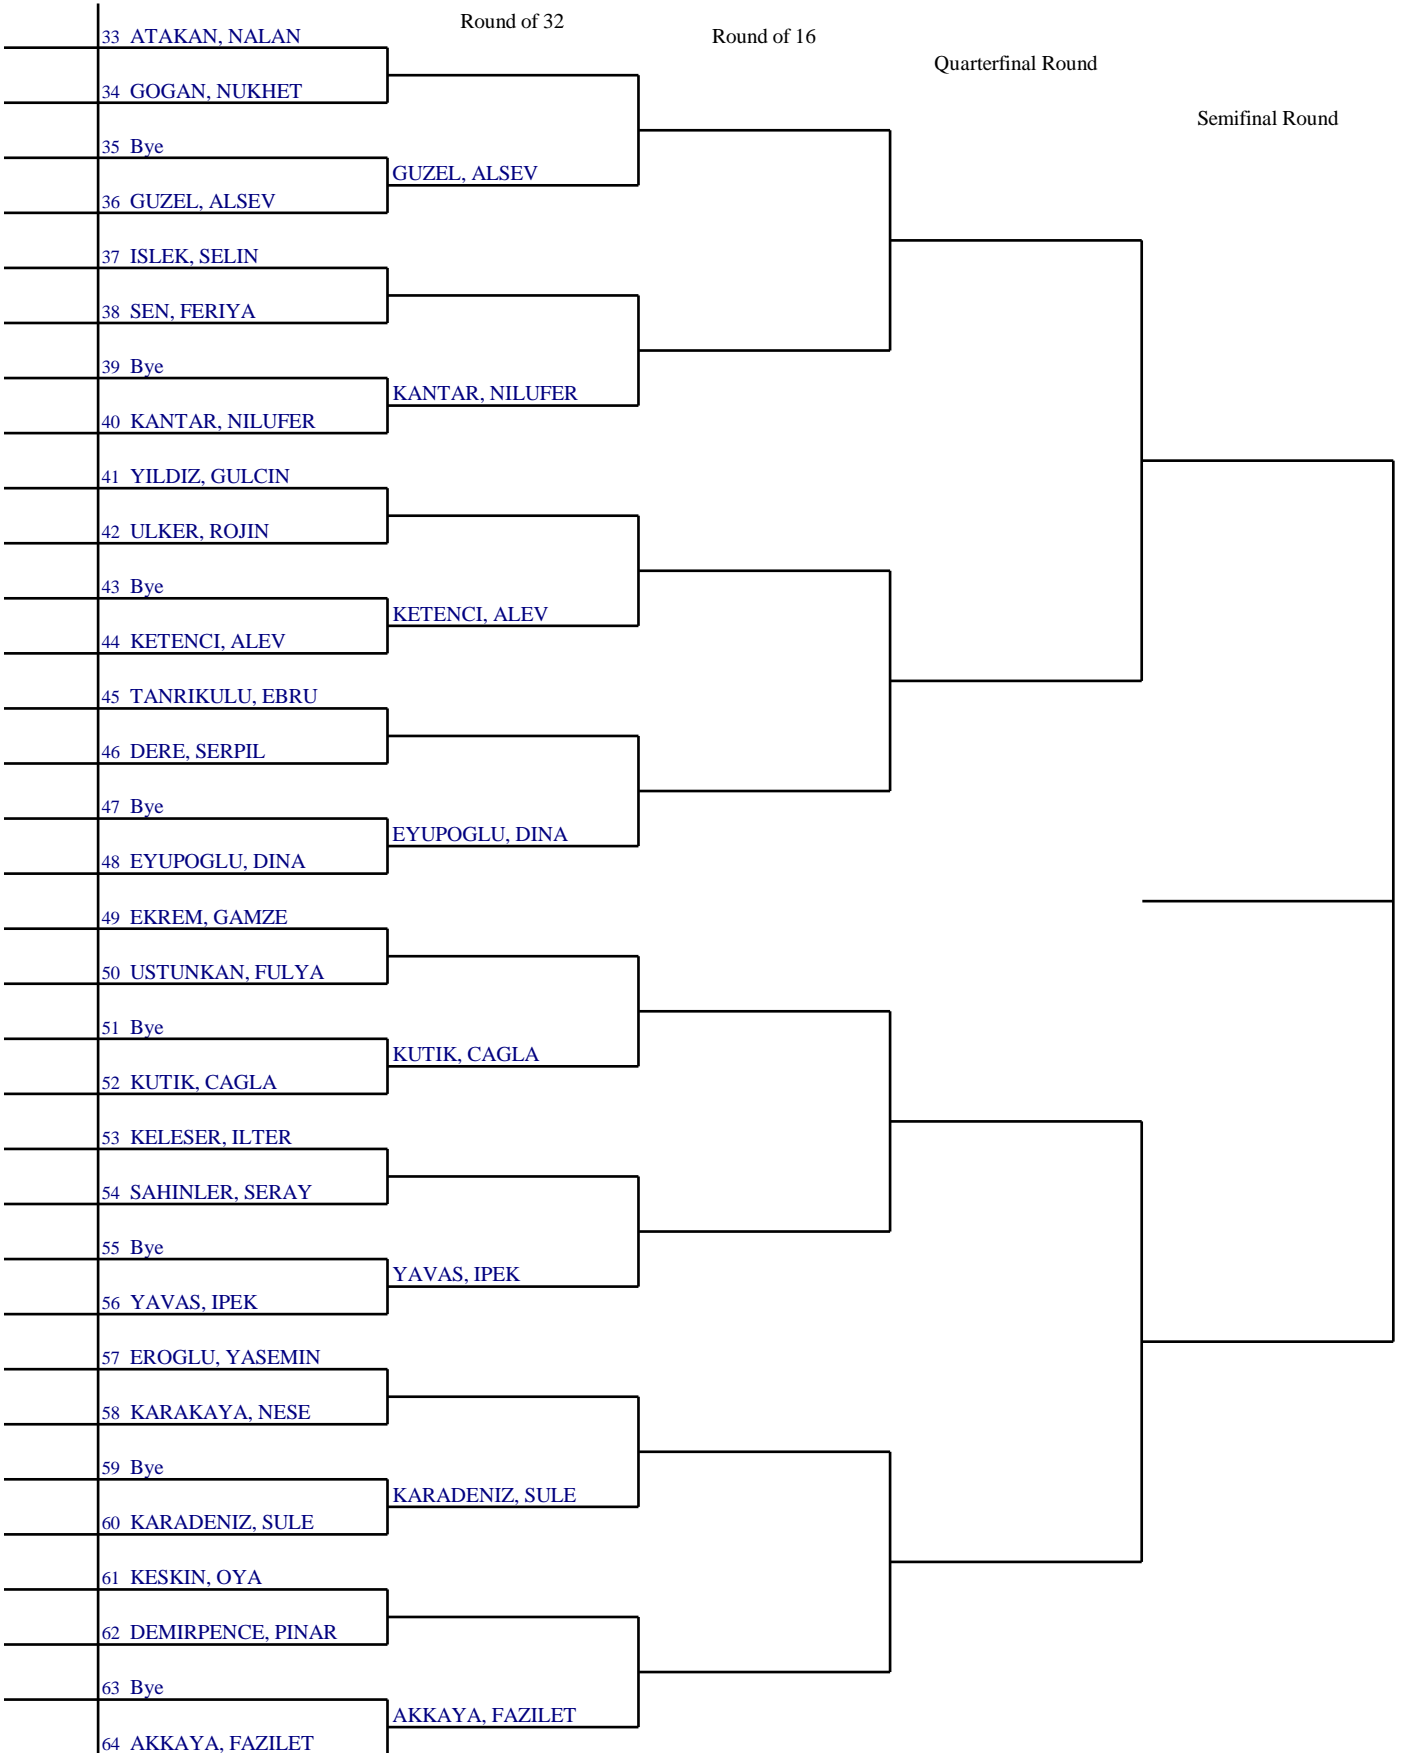 Round of 32
Round of 16
Quarterfinal Round
Semifinal Round
33 ATAKAN, NALAN
34 GOGAN, NUKHET
35 Bye
GUZEL, ALSEV
36 GUZEL, ALSEV
37 ISLEK, SELIN
38 SEN, FERIYA
39 Bye
KANTAR, NILUFER
40 KANTAR, NILUFER
41 YILDIZ, GULCIN
42 ULKER, ROJIN
43 Bye
KETENCI, ALEV
44 KETENCI, ALEV
45 TANRIKULU, EBRU
46 DERE, SERPIL
47 Bye
EYUPOGLU, DINA
48 EYUPOGLU, DINA
49 EKREM, GAMZE
50 USTUNKAN, FULYA
51 Bye
KUTIK, CAGLA
52 KUTIK, CAGLA
53 KELESER, ILTER
54 SAHINLER, SERAY
55 Bye
YAVAS, IPEK
56 YAVAS, IPEK
57 EROGLU, YASEMIN
58 KARAKAYA, NESE
59 Bye
KARADENIZ, SULE
60 KARADENIZ, SULE
61 KESKIN, OYA
62 DEMIRPENCE, PINAR
63 Bye
AKKAYA, FAZILET
64 AKKAYA, FAZILET